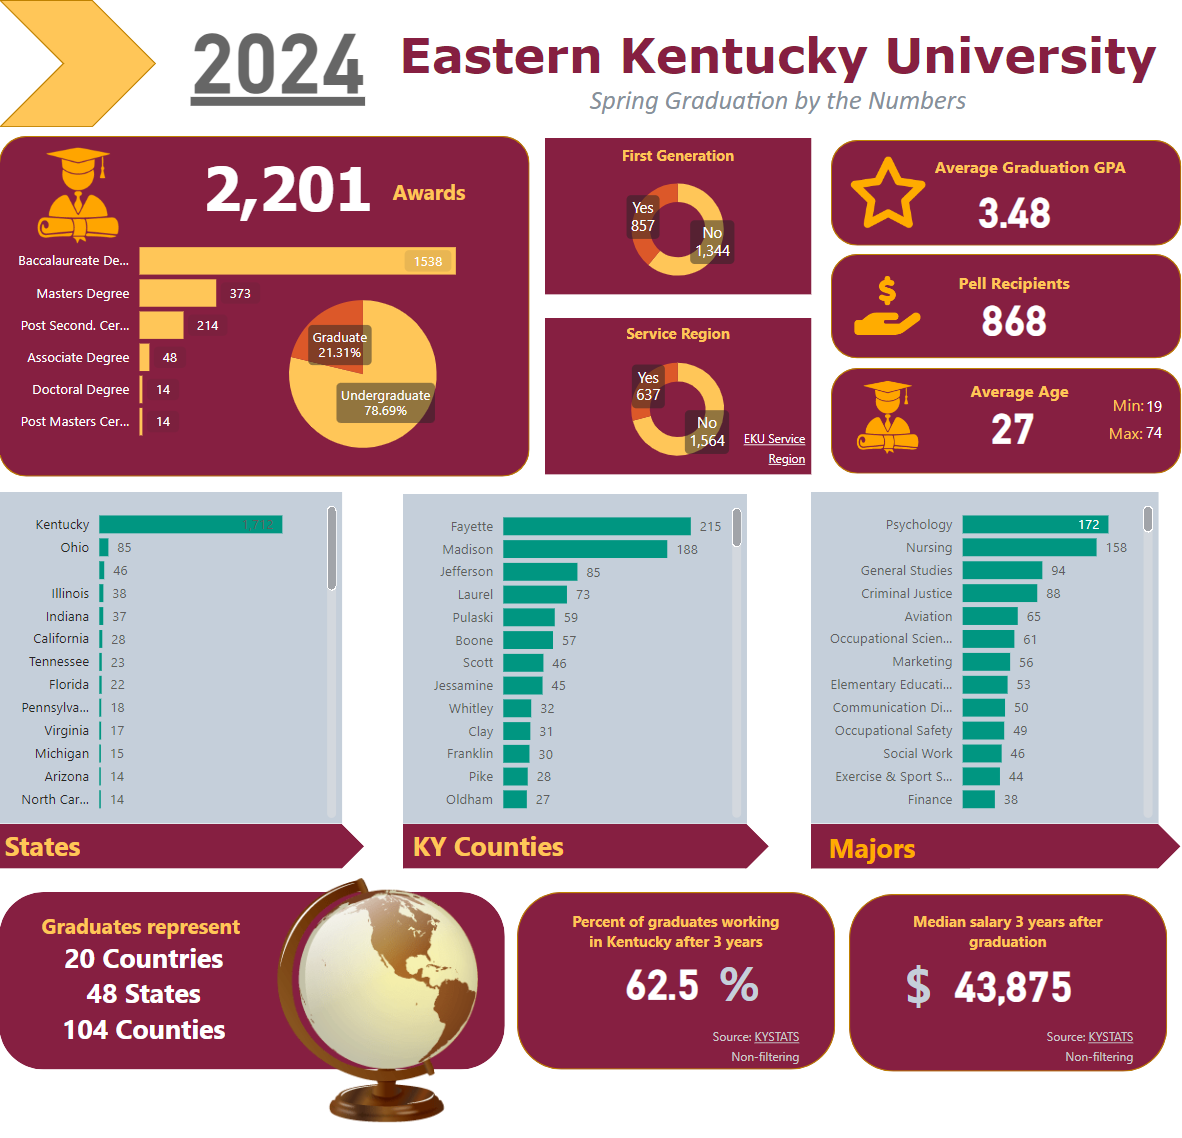 2024
Eastern Kentucky University
Spring Graduation by the Numbers
2,201 Awards
Baccalaureate De... 1538
Masters Degree 373
Post Second. Cer... 214
Associate Degree 48
Doctoral Degree 14
Post Masters Cer... 14
Graduate
21.31%
Undergraduate
78.69%
First Generation
Yes
857
No
1,344
Service Region
Yes
637
No
1,564
EKU Service
Region
Average Graduation GPA
3.48
Pell Recipients
868
Average Age
27
Min: 19
Max: 74
Kentucky 1,712
Ohio 85
46
Illinois 38
Indiana 37
California 28
Tennessee 23
Florida 22
Pennsylva... 18
Virginia 17
Michigan 15
Arizona 14
North Car... 14
States
Fayette 215
Madison 188
Jefferson 85
Laurel 73
Pulaski 59
Boone 57
Scott 46
Jessamine 45
Whitley 32
Clay 31
Franklin 30
Pike 28
Oldham 27
KY Counties
Psychology 172
Nursing 158
General Studies 94
Criminal Justice 88
Aviation 65
Occupational Scien... 61
Marketing 56
Elementary Educati... 53
Communication Di... 50
Occupational Safety 49
Social Work 46
Exercise & Sport S... 44
Finance 38
Majors
Graduates represent
20 Countries
48 States
104 Counties
Percent of graduates working
in Kentucky after 3 years
62.5 %
Source: KYSTATS
Non-filtering
Median salary 3 years after
graduation
$ 43,875
Source: KYSTATS
Non-filtering